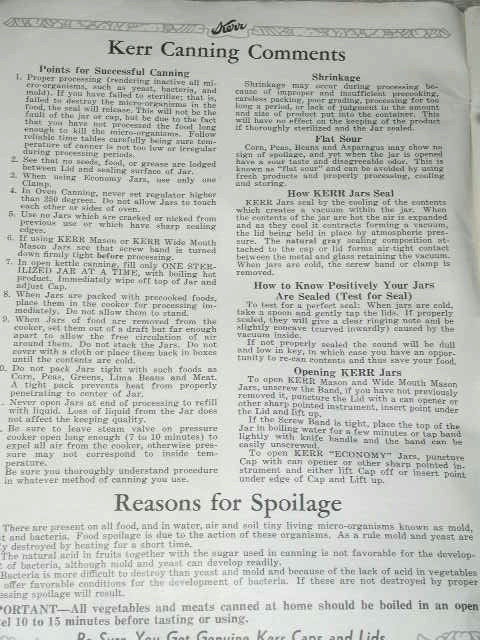 Kerr
Kerr Canning Comments
Points for Successful Canning
1. Proper processing (rendering inactive all mi-
cro-organisms, such as yeast, bacteria, and
mold). If you have failed to sterilize; that is,
failed to destroy the micro-organisms in the
food, the seal will release. This will not be the
fault of the jar or cap, but be due to the fact
that you have not processed the food long
enough to kill the micro-organisms. Follow
reliable time tables carefully being sure tem-
perature of canner is not too low or irregular
during processing periods.
2. See that no seeds, food, or grease are lodged
between Lid and sealing surface of Jar.
3. When using Economy Jars, use only one
Clamp.
4. In Oven Canning, never set regulator higher
than 250 degrees. Do not allow Jars to touch
each other or sides of oven.
5. Use no Jars which are cracked or nicked from
previous use or which have sharp sealing
edges.
6. If using KERR Mason or KERR Wide Mouth
Mason Jars see that screw band is turned
down firmly tight before processing.
7. In open kettle canning, fill only ONE STER-
ILIZED JAR AT A TIME, with boiling hot
product. Immediately wipe off top of Jar and
adjust Cap.
8. When Jars are packed with precooked foods,
place them in the cooker for processing im-
mediately. Do not allow them to stand.
9. When Jars of food are removed from the
cooker, set them out of a draft but far enough
apart to allow the free circulation of air
around them. Do not stack the Jars. Do not
cover with a cloth or place them back in boxes
until the contents are cold.
0. Do not pack Jars tight with such foods as
Corn, Peas, Greens, Lima Beans and Meat.
A tight pack prevents heat from properly
penetrating to center of Jar.
. Never open Jars at end of processing to refill
with liquid. Loss of liquid from the Jar does
not affect the keeping quality.
. Be sure to leave steam valve on pressure
cooker open long enough (7 to 10 minutes) to
expel all air from the cooker, otherwise pres-
sure may not correspond to inside tem-
perature.
Be sure you thoroughly understand procedure
in whatever method of canning you use.
Shrinkage
Shrinkage may occur during processing be-
cause of improper and insufficient precooking,
careless packing, poor grading, processing for too
long a period, or lack of judgment in the amount
and size of product put into the container. This
will have no effect on the keeping of the product
if thoroughly sterilized and the Jar sealed.
Flat Sour
Corn, Peas, Beans and Asparagus may show no
sign of spoilage, and yet when the jar is opened
have a sour taste and disagreeable odor. This is
known as "flat sour" and can be avoided by using
fresh products and properly processing, cooling
and storing.
How KERR Jars Seal
KERR Jars seal by the cooling of the contents
which creates a vacuum within the jar. When
the contents of the jar are hot the air is expanded
and as they cool it contracts forming a vacuum,
the lid being held in place by atmospheric pres-
sure. The natural gray sealing composition at-
tached to the cap or lid forms air-tight contact
between the metal and glass retaining the vacuum.
When jars are cold, the screw band or clamp is
removed.
How to Know Positively Your Jars
Are Sealed ("Test for Seal)
To test for a perfect seal: When jars are cold,
take a spoon and gently tap the lids. If properly
sealed, they will give a clear ringing note and be
slightly concave (curved inwardly) caused by the
vacuum inside.
If not properly sealed the sound will be dull
and low in key, in which case you have an oppor-
tunity to re-can contents and thus save your food.
Opening KERR Jars
To open KERR Mason and Wide Mouth Mason
Jars, unscrew the Band, if you have not previously
removed it, puncture the Lid with a can opener or
other sharp pointed instrument, insert point under
the Lid and lift up.
If the Screw Band is tight, place the top of the
Jar in boiling water for a few minutes or tap band
lightly with knife handle and the band can be
easily unscrewed.
To open KERR "ECONOMY" Jars, puncture
Cap with can opener or other sharp pointed in-
strument and either lift Cap off or insert point
under edge of Cap and Lift up.
Reasons for Spoilage
There are present on all food, and in water, air and soil tiny living micro-organisms known as mold,
st and bacteria. Food spoilage is due to the action of these organisms. As a rule mold and yeast are
ly destroyed by heating for a short time.
The natural acid in fruits together with the sugar used in canning is not favorable for the develop-
t of bacteria, although mold and yeast can develop readily.
Bacteria is more difficult to destroy than yeast and mold and because of the lack of acid in vegetables
offer favorable conditions for the development of bacteria. If these are not destroyed by proper
essing spoilage will result.
PORTANT—All vegetables and meats canned at home should be boiled in an open
el 10 to 15 minutes before tasting or using.
Be Sure You Get Genuine Kerr Caps and Lids